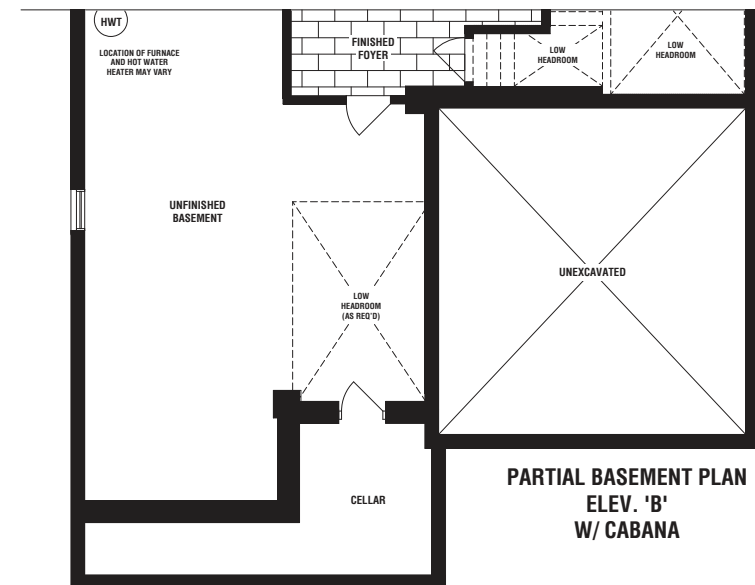 HWT
LOCATION OF FURNACE
AND HOT WATER
HEATER MAY VARY
FINISHED
FOYER
LOW
HEADROOM
LOW
HEADROOM
UNFINISHED
BASEMENT
UNEXCAVATED
LOW
HEADROOM
(AS REQ'D)
CELLAR
PARTIAL BASEMENT PLAN
ELEV. 'B'
W/ CABANA